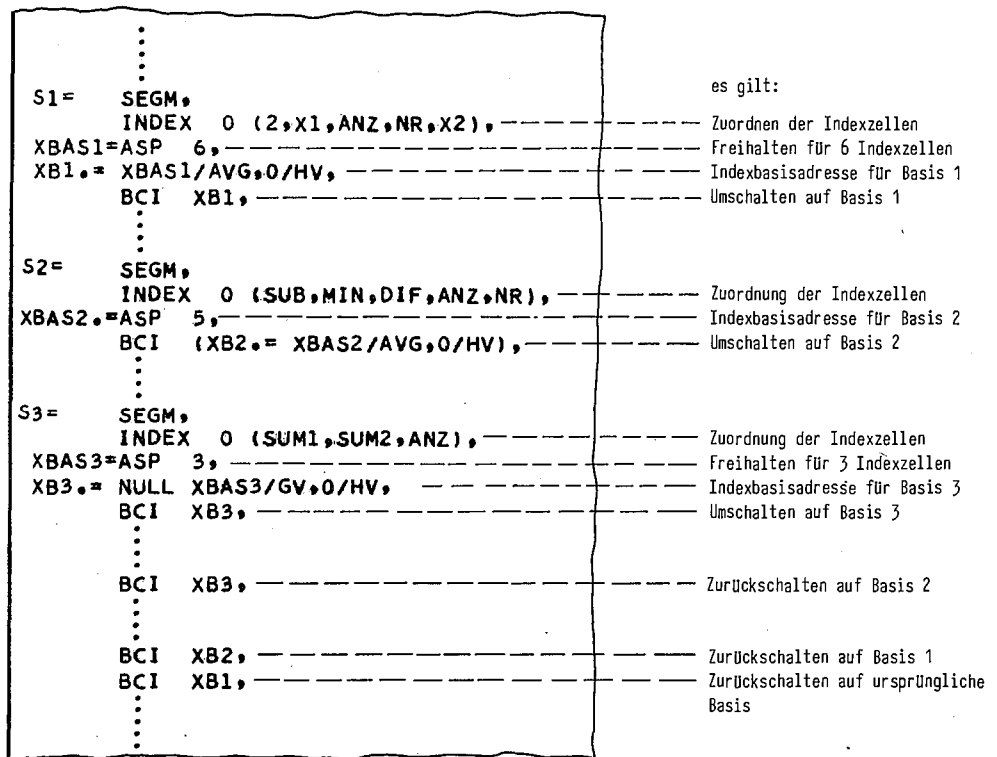 es gilt:
S1= SEGM,
INDEX 0 (2,X1,ANZ,NR,X2), Zuordnen der Indexzellen
XBAS1=ASP 6, Freihalten für 6 Indexzellen
XB1.= XBAS1/AVG,0/HV, Indexbasisadresse für Basis 1
BCI XB1, Umschalten auf Basis 1
S2= SEGM,
INDEX 0 (SUB,MIN,DIF,ANZ,NR), Zuordnung der Indexzellen
XBAS2.=ASP 5, Indexbasisadresse für Basis 2
BCI (XB2.= XBAS2/AVG,0/HV), Umschalten auf Basis 2
S3= SEGM,
INDEX 0 (SUM1,SUM2,ANZ), Zuordnung der Indexzellen
XBAS3=ASP 3, Freihalten für 3 Indexzellen
XB3.= NULL XBAS3/GV,0/HV, Indexbasisadresse für Basis 3
BCI XB3, Umschalten auf Basis 3
BCI XB3, Zurückschalten auf Basis 2
BCI XB2, Zurückschalten auf Basis 1
BCI XB1, Zurückschalten auf ursprüngliche
Basis